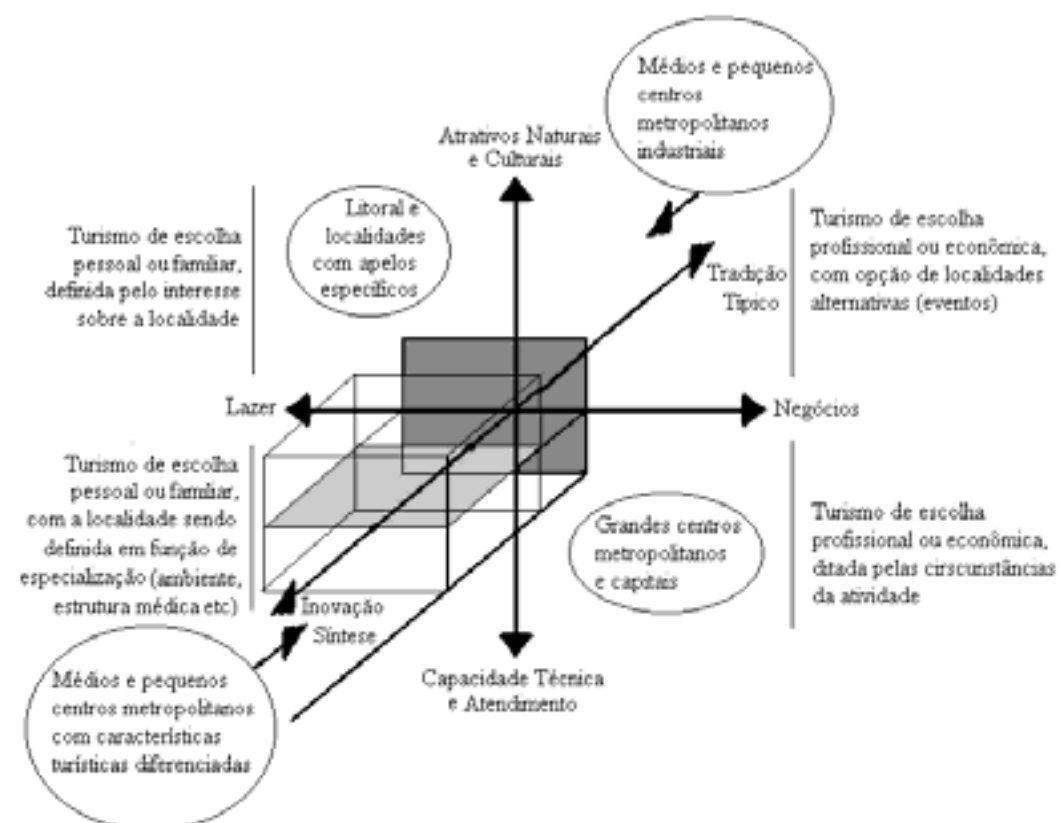 Médios e pequenos
centros
metropolitanos
industriais
Atrativos Naturais
e Culturais
Litoral e
localidades
com apelos
específicos
Turismo de escolha
pessoal ou familiar,
definida pelo interesse
sobre a localidade
Turismo de escolha
profissional ou econômica,
com opção de localidades
alternativas (eventos)
Tradição
Típico
Lazer
Negócios
Turismo de escolha
pessoal ou familiar,
com a localidade sendo
definida em função de
especialização (ambiente,
estrutura médica etc)
Grandes centros
metropolitanos
e capitais
Turismo de escolha
profissional ou econômica,
ditada pelas cirscunstâncias
da atividade
Inovação
Síntese
Capacidade Técnica
e Atendimento
Médios e pequenos
centros metropolitanos
com características
turísticas diferenciadas